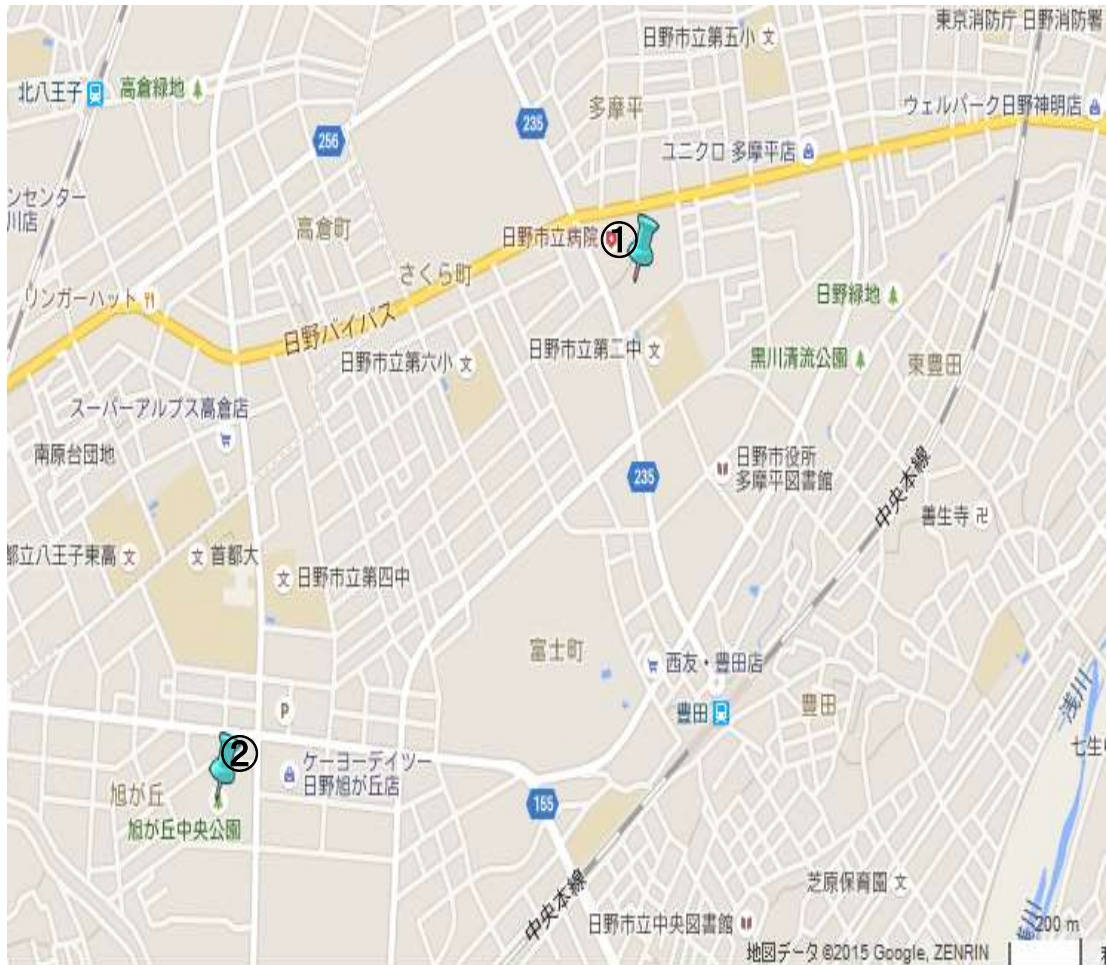 東京消防庁 日野消防署
日野市立第五小
北八王子
高倉緑地
多摩平
ウェルパーク日野神明店
235
256
ユニクロ 多摩平店
ンセンター
川店
高倉町
日野市立病院
①
さくら町
リンガーハット
日野バイパス
日野緑地
日野市立第六小
日野市立第二中
黒川清流公園
東豊田
スーパーアルプス高倉店
南原台団地
235
日野市役所
多摩平図書館
中央本線
善生寺
都立八王子東高
首都大
日野市立第四中
富士町
西友・豊田店
豊田
豊田
浅川
P
②
ケーヨーデイツー
日野旭が丘店
七生
旭が丘
旭が丘中央公園
155
芝原保育園
中央本線
日野市立中央図書館
浅川
200 m
地図データ ©2015 Google, ZENRIN